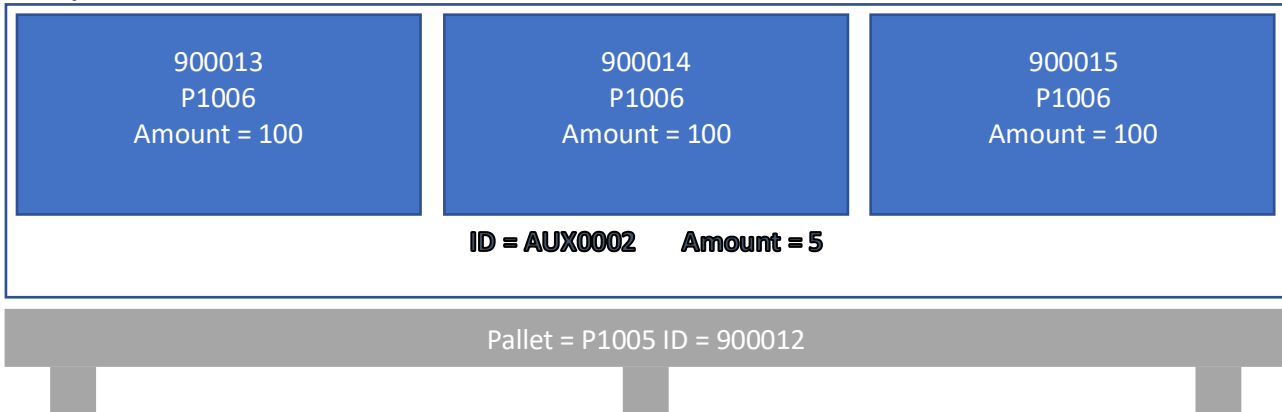 900013
P1006
Amount = 100
900014
P1006
Amount = 100
900015
P1006
Amount = 100
ID = AUX0002 Amount = 5
Pallet = P1005 ID = 900012